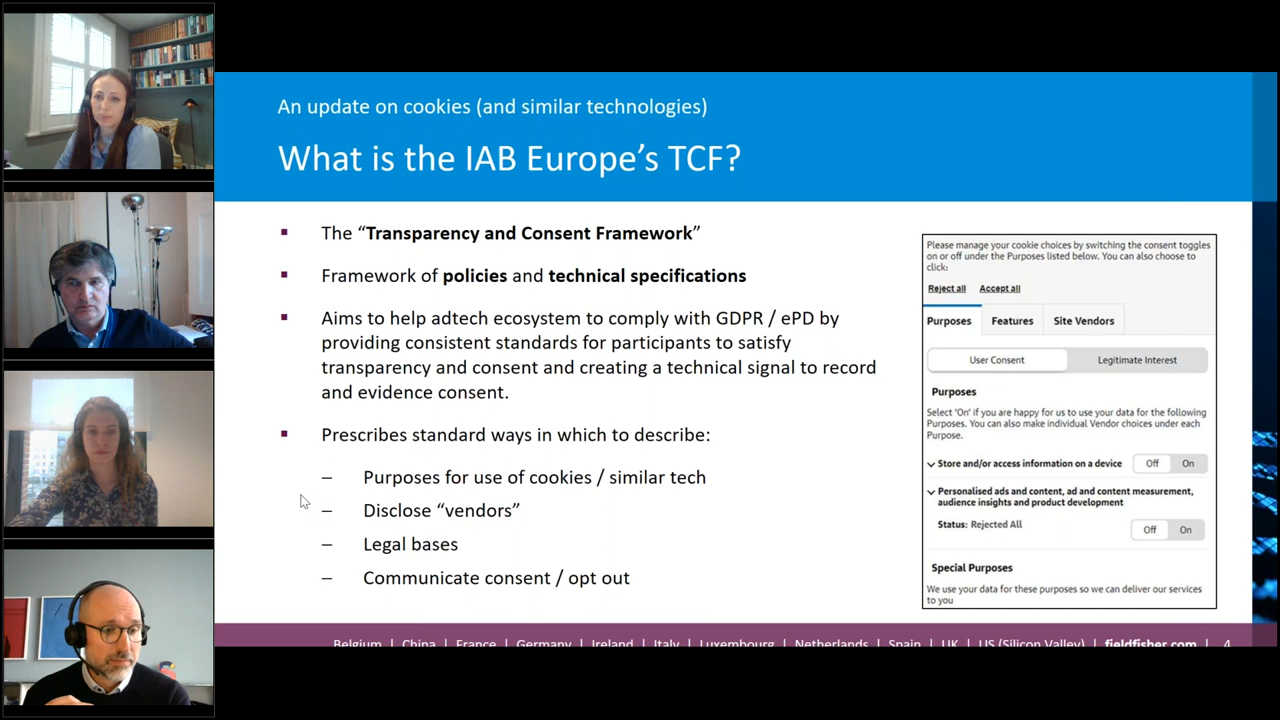 An update on cookies (and similar technologies)
What is the IAB Europe’s TCF?
The “Transparency and Consent Framework”
Framework of policies and technical specifications
Aims to help adtech ecosystem to comply with GDPR / ePD by
providing consistent standards for participants to satisfy
transparency and consent and creating a technical signal to record
and evidence consent.
Prescribes standard ways in which to describe:
– Purposes for use of cookies / similar tech
– Disclose “vendors”
– Legal bases
– Communicate consent / opt out
Please manage your cookie choices by switching the consent toggles
on or off under the Purposes listed below. You can also choose to
click:
Reject all Accept all
Purposes Features Site Vendors
User Consent Legitimate Interest
Purposes
Select 'On' if you are happy for us to use your data for the following
Purposes. You can also make individual Vendor choices under each
Purpose.
Store and/or access information on a device Off On
Personalised ads and content, ad and content measurement,
audience insights and product development
Status: Rejected All Off On
Special Purposes
We use your data for these purposes so we can deliver our services
to you
Belgium | China | France | Germany | Ireland | Italy | Luxembourg | Netherlands | Spain | UK | US (Silicon Valley) | fieldfisher.com | 4